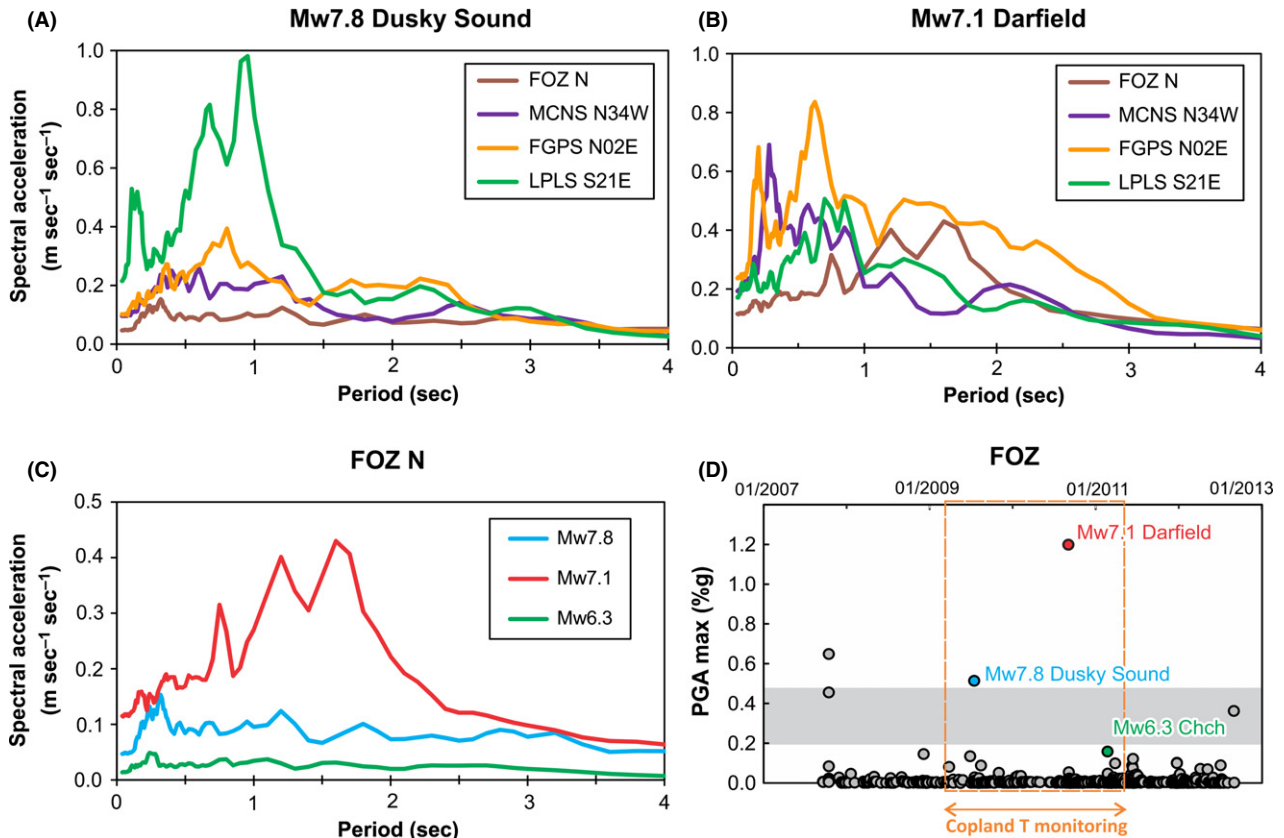 (A)
Mw7.8 Dusky Sound
1.0
0.8
0.6
0.4
0.2
0.0
Spectral acceleration
(m sec⁻¹ sec⁻¹)
FOZ N
MCNS N34W
FGPS N02E
LPLS S21E
0
1
2
3
4
Period (sec)
(B)
Mw7.1 Darfield
1.0
0.8
0.6
0.4
0.2
0.0
FOZ N
MCNS N34W
FGPS N02E
LPLS S21E
0
1
2
3
4
Period (sec)
(C)
FOZ N
0.5
0.4
0.3
0.2
0.1
0.0
Spectral acceleration
(m sec⁻¹ sec⁻¹)
Mw7.8
Mw7.1
Mw6.3
0
1
2
3
4
Period (sec)
(D)
FOZ
01/2007
01/2009
01/2011
01/2013
1.2
1.0
0.8
0.6
0.4
0.2
0.0
PGA max (%g)
Mw7.1 Darfield
Mw7.8 Dusky Sound
Mw6.3 Chch
Copland T monitoring